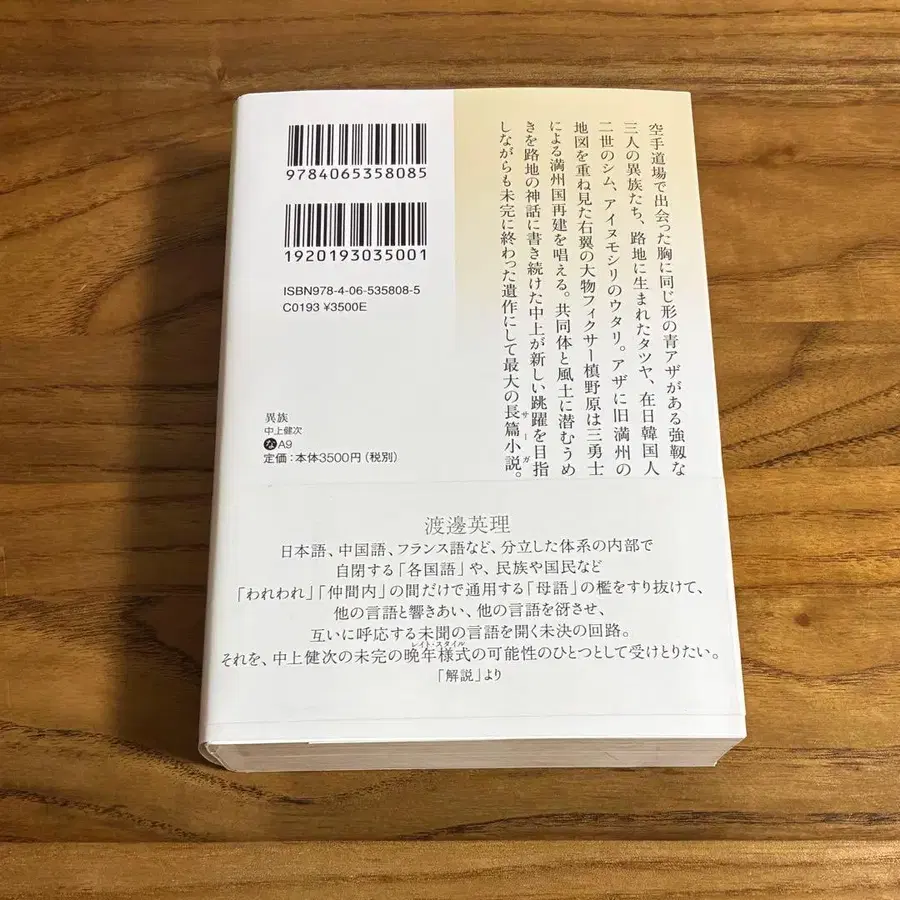 9784065358085
1920193035001
ISBN978-4-06-535808-5
C0193 ¥3500E
異族
中上健次
な A9
定価：本体3500円（税別）
空手道場で出会った胸に同じ形の青アザがある強靱な
三人の異族たち、路地に生まれたタツヤ、在日韓国人
二世のシム、アイヌモシリのウタリ。アザに旧満州の
地図を重ね見た右翼の大物フィクサー槙野原は三勇士
による満州国再建を唱える。共同体と風土に潜むうめ
きを路地の神話に書き続けた中上が新しい跳躍を目指
しながらも未完に終わった遺作にして最大の長篇小説。
サーガ
渡邊英理
日本語、中国語、フランス語など、分立した体系の内部で
自閉する「各国語」や、民族や国民など
「われわれ」「仲間内」の間だけで通用する「母語」の檻をすり抜けて、
他の言語と響きあい、他の言語を谺させ、
互いに呼応する未聞の言語を開く未決の回路。
それを、中上健次の未完の晩年様式の可能性のひとつとして受けとりたい。
レイト・スタイル
「解説」より